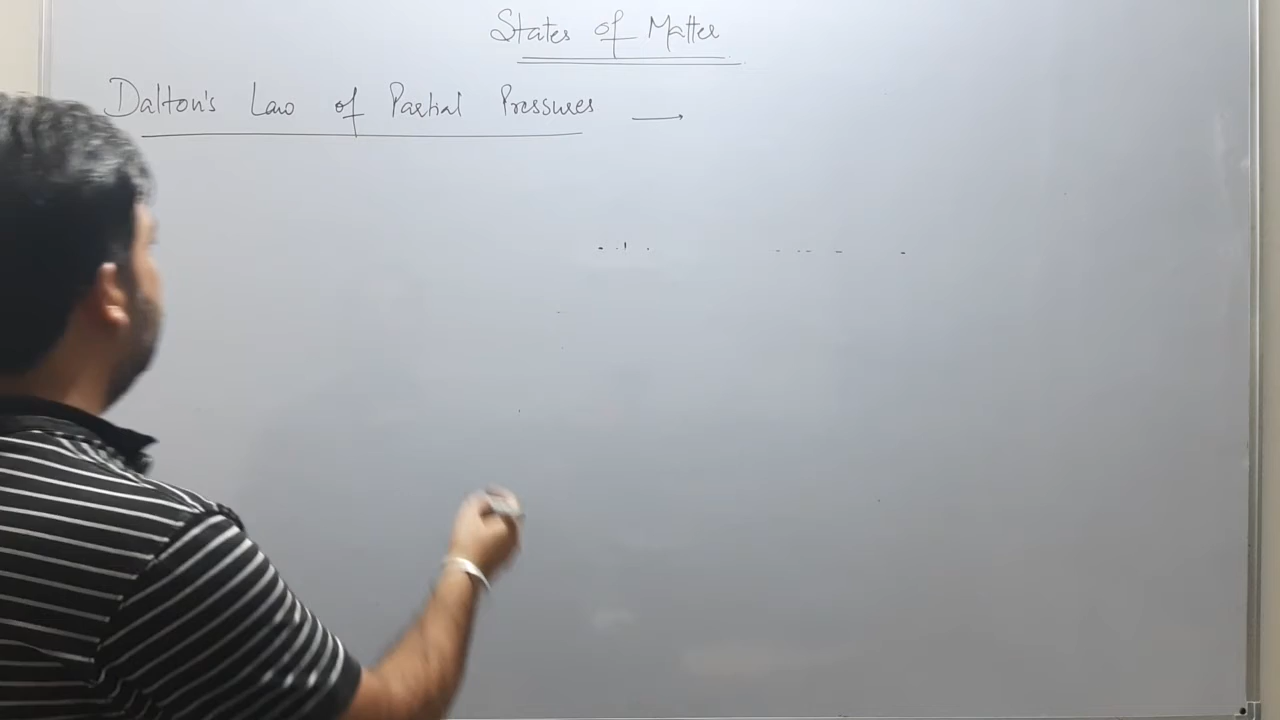 States of Matter
Dalton's Law of Partial Pressures →